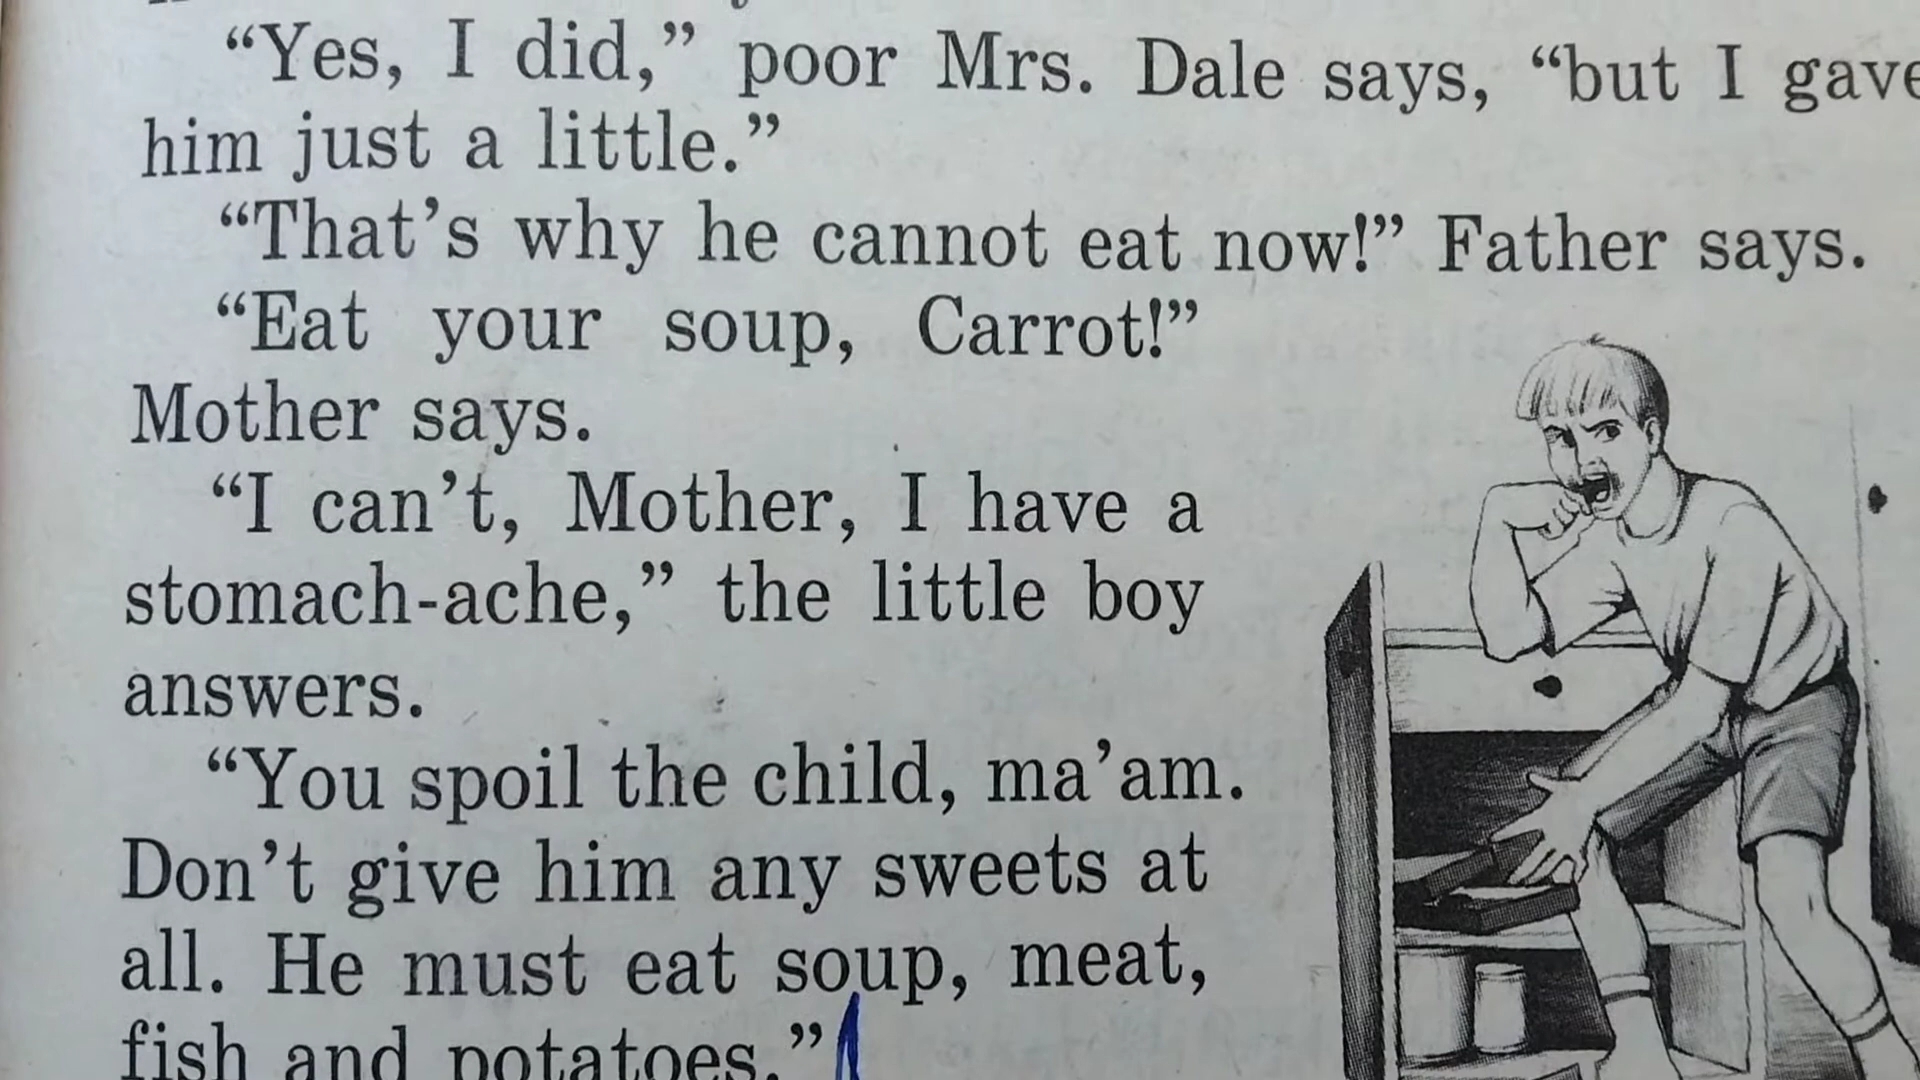 “Yes, I did,” poor Mrs. Dale says, “but I gave
him just a little.”
“That’s why he cannot eat now!” Father says.
“Eat your soup, Carrot!”
Mother says.
“I can’t, Mother, I have a
stomach-ache,” the little boy
answers.
“You spoil the child, ma’am.
Don’t give him any sweets at
all. He must eat soup, meat,
fish and potatoes.”